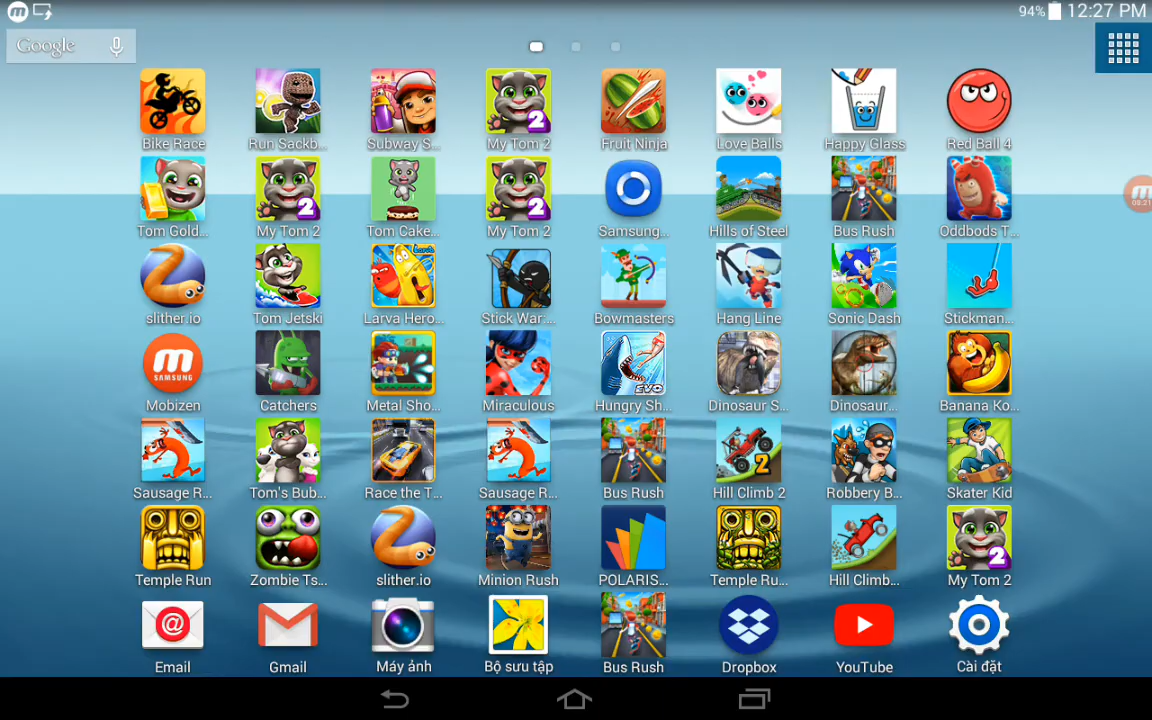 94% 12:27 PM
Google
Bike Race Run Sackb... Subway S... My Tom 2 Fruit Ninja Love Balls Happy Glass Red Ball 4
03:21
Tom Gold... My Tom 2 Tom Cake... My Tom 2 Samsung... Hills of Steel Bus Rush Oddbods T...
slither.io Tom Jetski Larva Hero... Stick War:... Bowmasters Hang Line Sonic Dash Stickman...
SAMSUNG
EVO
Mobizen Catchers Metal Sho... Miraculous Hungry Sh... Dinosaur S... Dinosaur... Banana Ko...
Sausage R... Tom's Bub... Race the T... Sausage R... Bus Rush Hill Climb 2 Robbery B... Skater Kid
Temple Run Zombie Ts... slither.io Minion Rush POLARIS... Temple Ru... Hill Climb... My Tom 2
Email Gmail Máy ảnh Bộ sưu tập Bus Rush Dropbox YouTube Cài đặt